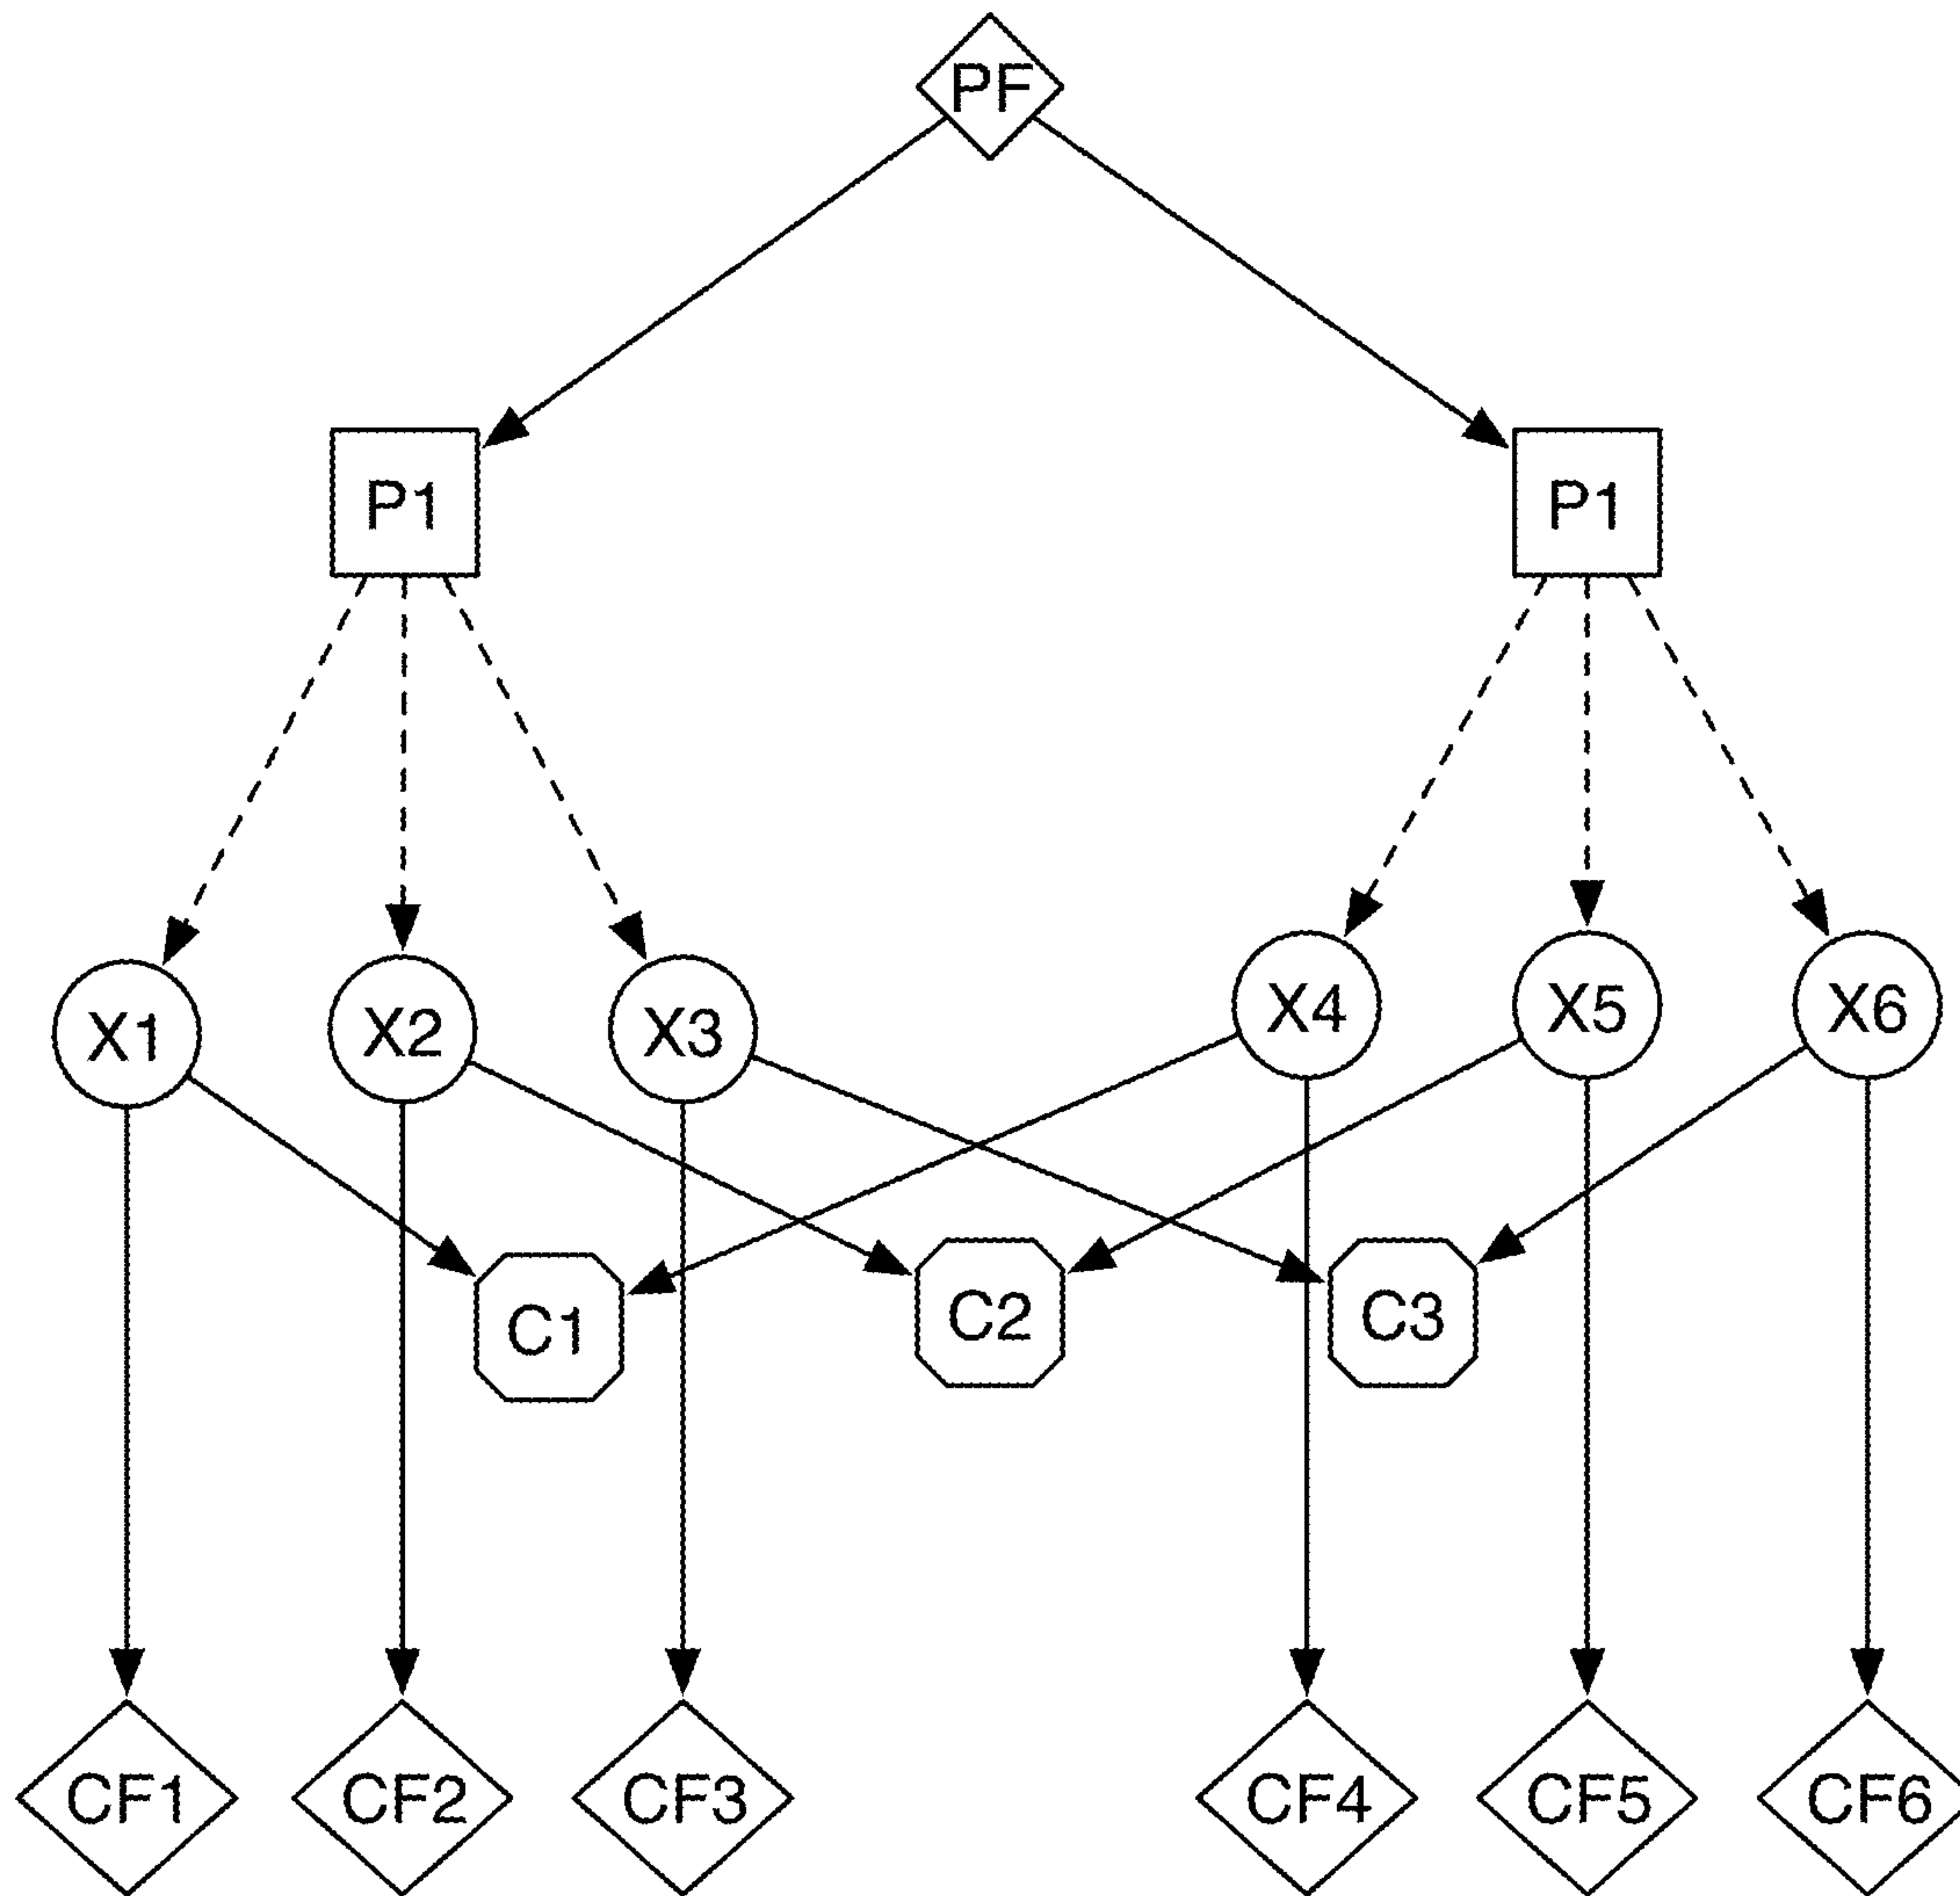 PF
P1 P1
X1 X2 X3 X4 X5 X6
C1 C2 C3
CF1 CF2 CF3 CF4 CF5 CF6